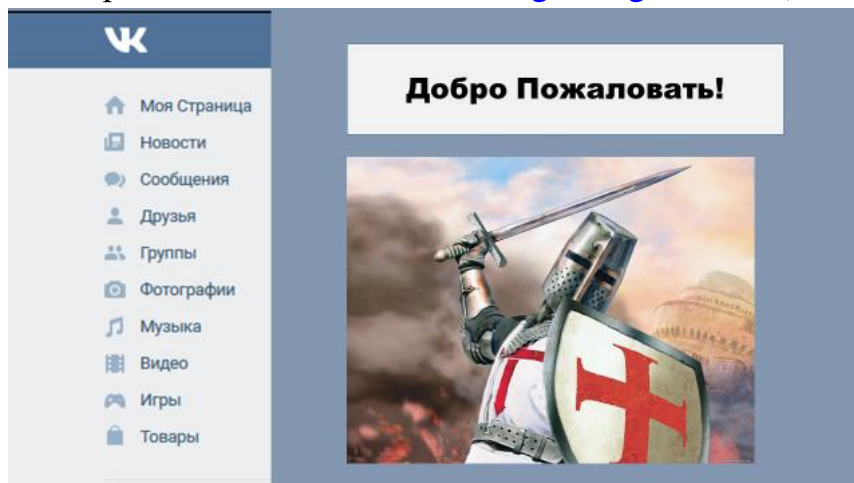 Моя Страница
Новости
Сообщения
Друзья
Группы
Фотографии
Музыка
Видео
Игры
Товары
Добро Пожаловать!